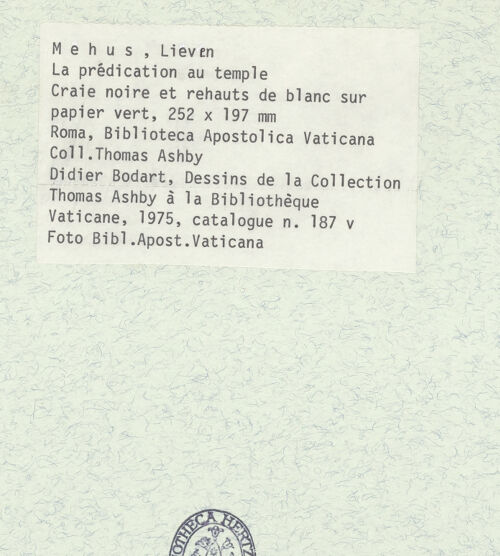 M e h u s , Lieven
La prédication au temple
Craie noire et rehauts de blanc sur
papier vert, 252 x 197 mm
Roma, Biblioteca Apostolica Vaticana
Coll.Thomas Ashby
Didier Bodart, Dessins de la Collection
Thomas Ashby à la Bibliothèque
Vaticane, 1975, catalogue n. 187 v
Foto Bibl.Apost.Vaticana